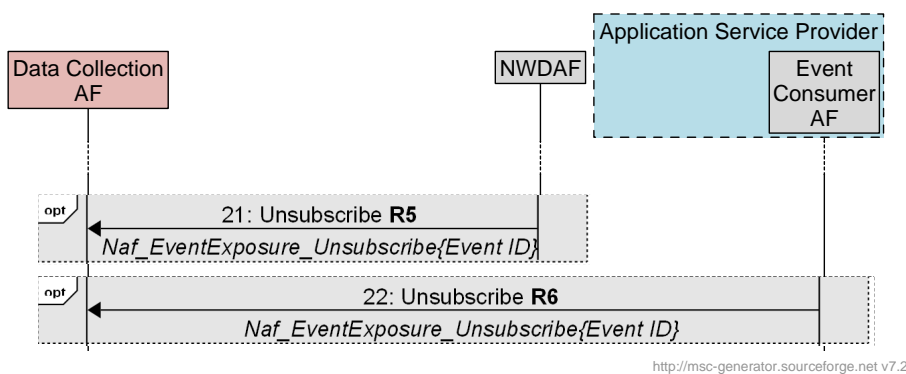 Application Service Provider
Data Collection
AF
NWDAF
Event
Consumer
AF
opt
21: Unsubscribe R5
Naf_EventExposure_Unsubscribe{Event ID}
opt
22: Unsubscribe R6
Naf_EventExposure_Unsubscribe{Event ID}
http://msc-generator.sourceforge.net v7.2